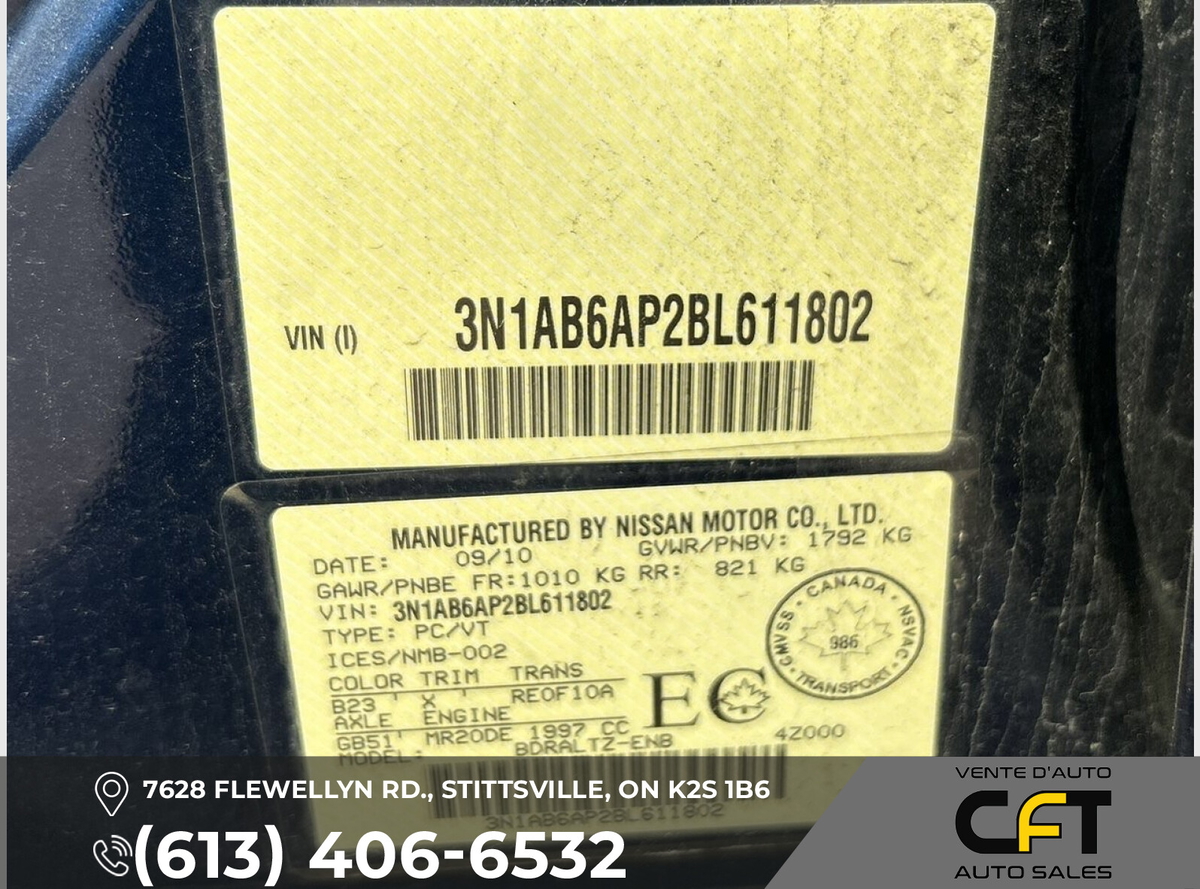 VIN (I) 3N1AB6AP2BL611802
MANUFACTURED BY NISSAN MOTOR CO., LTD.
DATE: 09/10 GVWR/PNBV: 1792 KG
GAWR/PNBE FR:1010 KG RR: 821 KG
VIN: 3N1AB6AP2BL611802
TYPE: PC/VT
ICES/NMB-002
COLOR TRIM TRANS
B23 ' X ' RE0F10A
AXLE ENGINE
GB51' MR20DE 1997 CC
MODEL: BDRALTZ-ENB 4Z000
3N1AB6AP2BL611802
EC
CANADA
CMVSS · NSVAC
986
TRANSPORT
7628 FLEWELLYN RD., STITTSVILLE, ON K2S 1B6
(613) 406-6532
VENTE D'AUTO
CFT
AUTO SALES